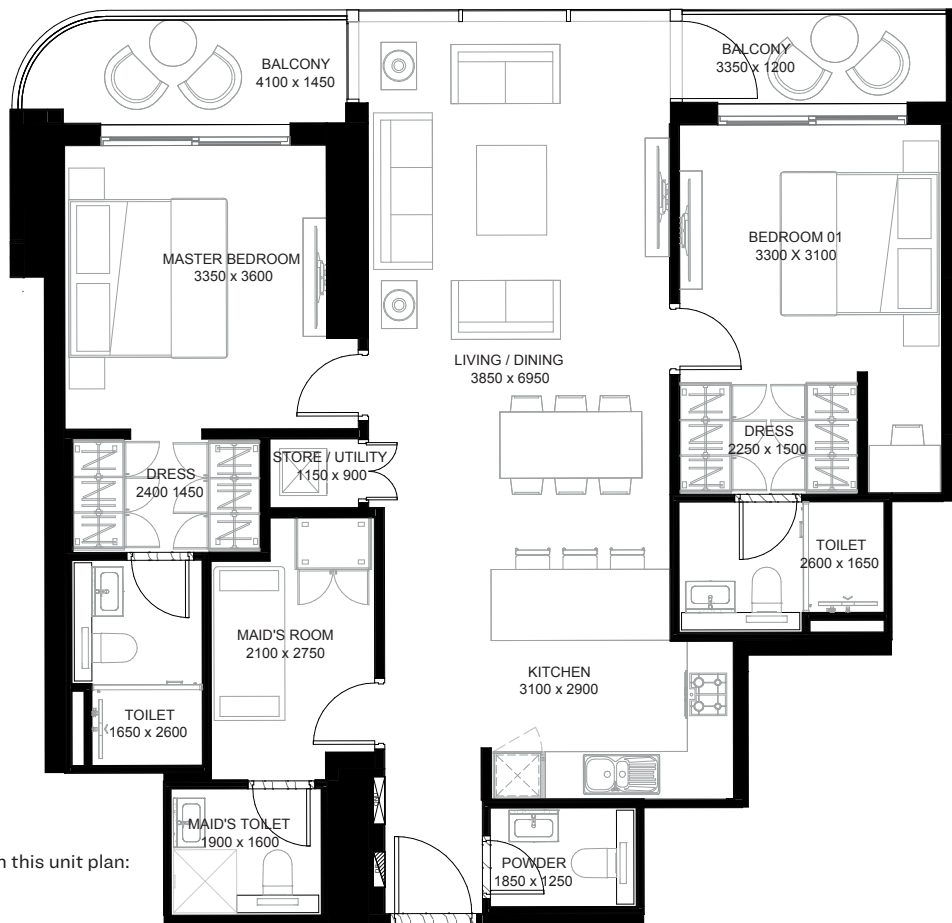 BALCONY
4100 x 1450
BALCONY
3350 x 1200
MASTER BEDROOM
3350 x 3600
BEDROOM 01
3300 X 3100
LIVING / DINING
3850 x 6950
DRESS
2250 x 1500
STORE / UTILITY
1150 x 900
DRESS
2400 1450
TOILET
2600 x 1650
MAID'S ROOM
2100 x 2750
KITCHEN
3100 x 2900
TOILET
1650 x 2600
MAID'S TOILET
1900 x 1600
POWDER
1850 x 1250
this unit plan: